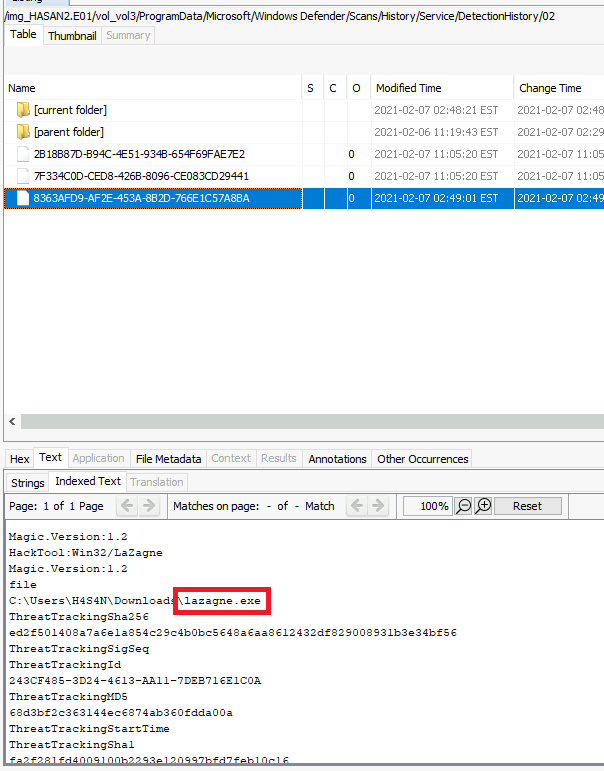 Listing
/img_HASAN2.E01/vol_vol3/ProgramData/Microsoft/Windows Defender/Scans/History/Service/DetectionHistory/02
Table Thumbnail Summary
Name S C O Modified Time Change Time
[current folder] 2021-02-07 02:48:21 EST 2021-02-07 02:48
[parent folder] 2021-02-06 11:19:43 EST 2021-02-07 02:29
2B18B87D-B94C-4E51-934B-654F69FAE7E2 0 2021-02-07 11:05:20 EST 2021-02-07 11:05
7F334C0D-CED8-426B-8096-CE083CD29441 0 2021-02-07 11:05:20 EST 2021-02-07 11:05
8363AFD9-AF2E-453A-8B2D-766E1C57A8BA 0 2021-02-07 02:49:01 EST 2021-02-07 02:49
Hex Text Application File Metadata Context Results Annotations Other Occurrences
Strings Indexed Text Translation
Page: 1 of 1 Page Matches on page: - of - Match 100% Reset
Magic.Version:1.2
HackTool:Win32/LaZagne
Magic.Version:1.2
file
C:\Users\H4S4N\Downloads\lazagne.exe
ThreatTrackingSha256
ed2f501408a7a6e1a854c29c4b0bc5648a6aa8612432df829008931b3e34bf56
ThreatTrackingSigSeq
ThreatTrackingId
243CF485-3D24-4613-AA11-7DEB716E1C0A
ThreatTrackingMD5
68d3bf2c363144ec6874ab360fdda00a
ThreatTrackingStartTime
ThreatTrackingSha1
fa2f281fd4009100b2293e120997bfd7feb10c16